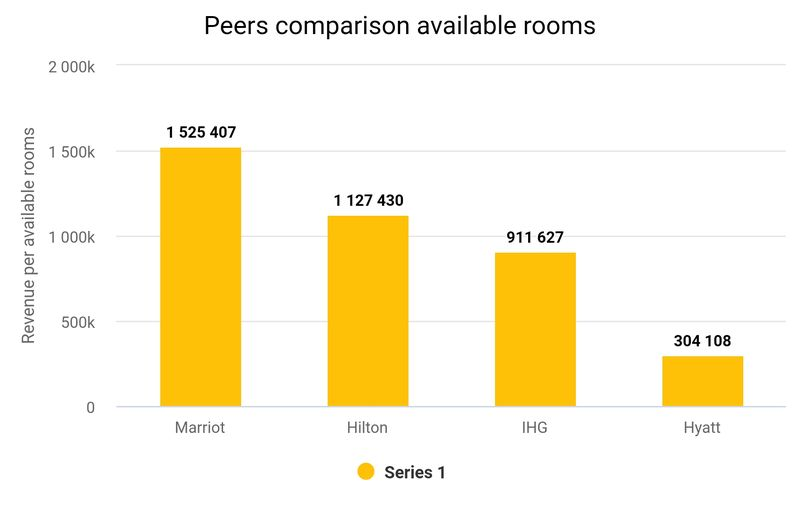 Peers comparison available rooms
Revenue per available rooms
2 000k
1 500k
1 000k
500k
0
1 525 407
1 127 430
911 627
304 108
Marriot
Hilton
IHG
Hyatt
Series 1